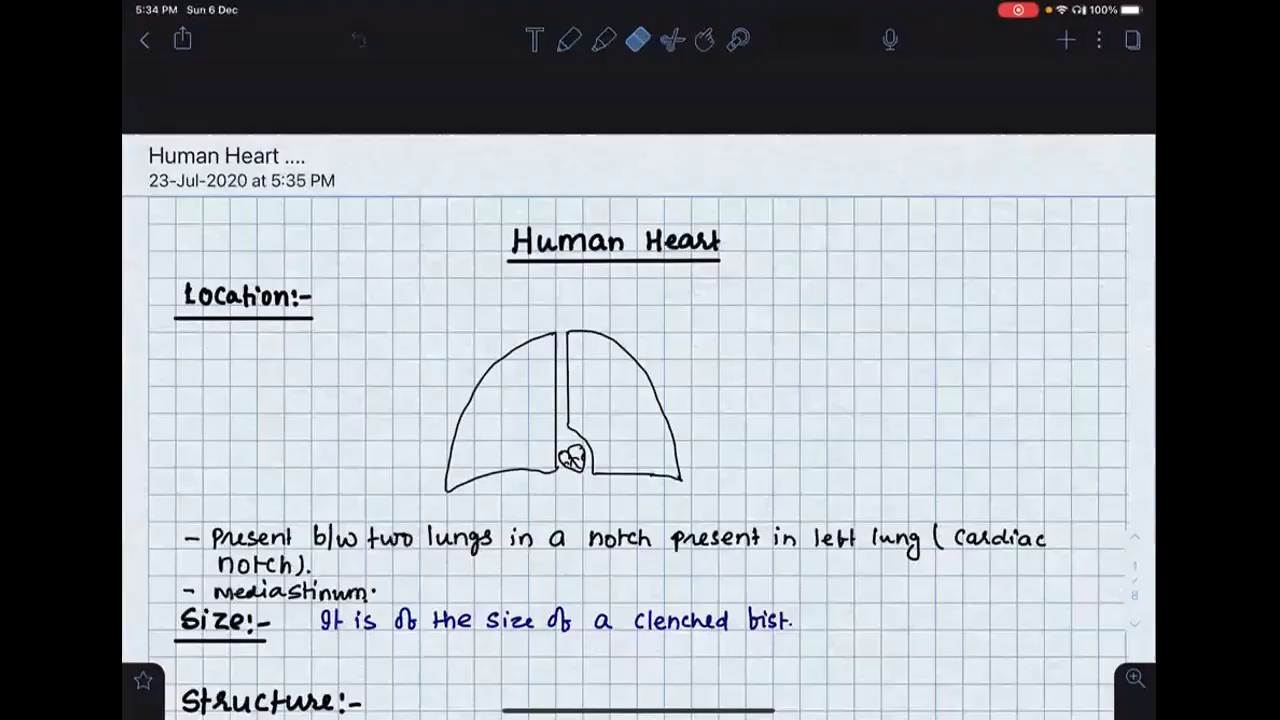 5:34 PM Sun 6 Dec
100%
T
Human Heart ....
23-Jul-2020 at 5:35 PM
Human Heart
Location:-
- Present b/w two lungs in a notch present in left lung ( cardiac
notch).
- mediastinum.
Size:- It is of the size of a clenched fist.
1
/
8
Structure:-